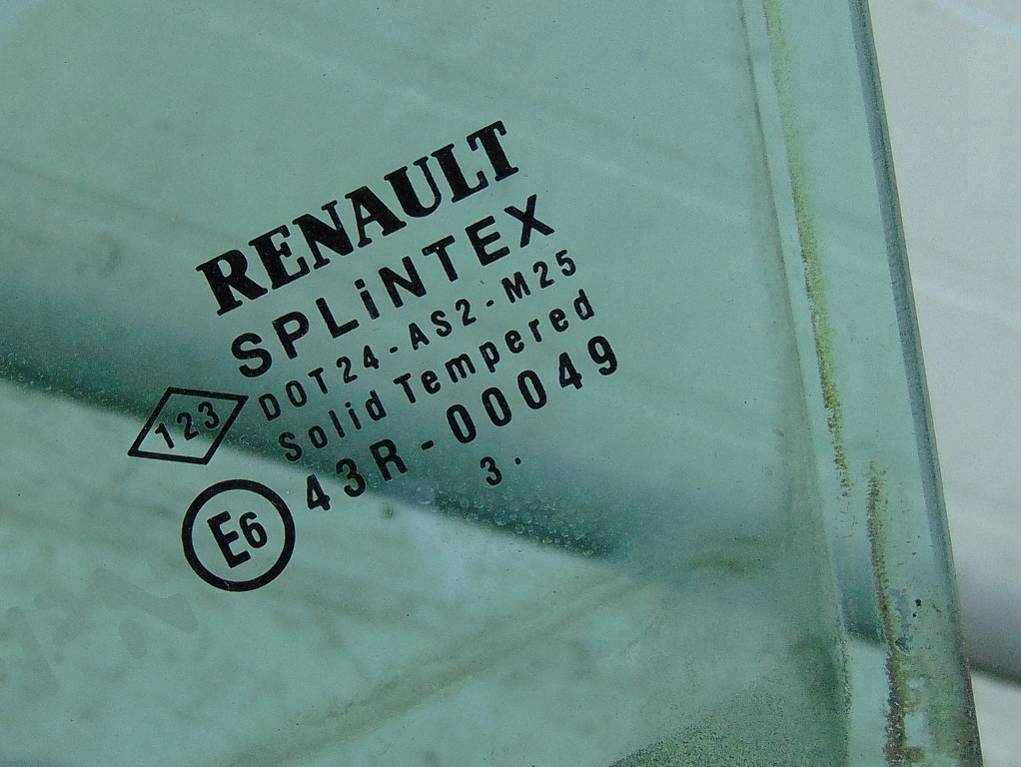 RENAULT
SPLiNTEX
DOT24-AS2-M25
123
Solid Tempered
43R-00049
E6
3.